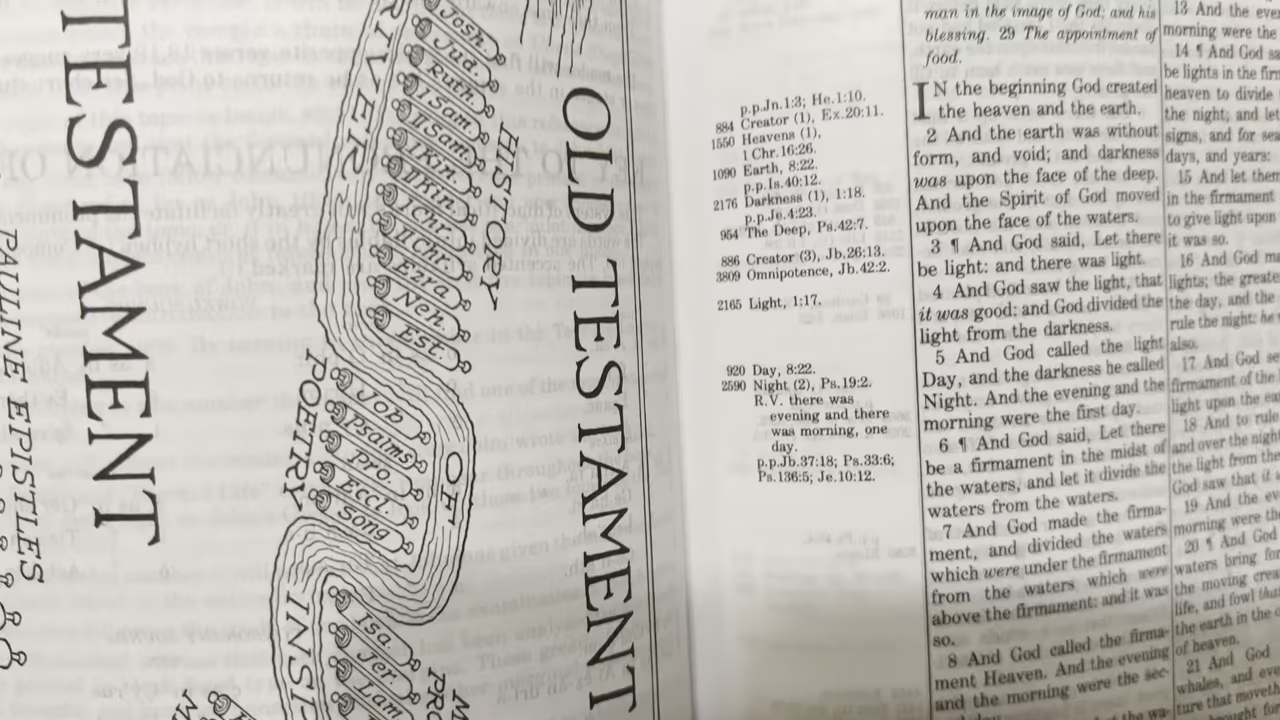 TESTAMENT
PAULINE EPISTLES
RIVER
Josh.
Jud.
Ruth.
I Sam.
II Sam.
I Kin.
II Kin.
I Chr.
II Chr.
Ezra.
Neh.
Est.
HISTORY
POETRY
Job
Psalms
Pro.
Eccl
Song
OF
Isa.
Jer.
Lam
OLD TESTAMENT
p.p.Jn.1:3; He.1:10.
884 Creator (1), Ex.20:11.
1550 Heavens (1),
1 Chr.16:26.
1090 Earth, 8:22.
p.p.Is.40:12.
2176 Darkness (1), 1:18.
p.p.Je.4:23.
954 The Deep, Ps.42:7.
886 Creator (3), Jb.26:13.
3809 Omnipotence, Jb.42:2.
2165 Light, 1:17.
920 Day, 8:22.
2590 Night (2), Ps.19:2.
R.V. there was
evening and there
was morning, one
day.
p.p.Jb.37:18; Ps.33:6;
Ps.136:5; Je.10:12.
man in the image of God; and his
blessing. 29 The appointment of
food.
IN the beginning God created
the heaven and the earth.
2 And the earth was without
form, and void; and darkness
was upon the face of the deep.
And the Spirit of God moved
upon the face of the waters.
3 ¶ And God said, Let there
be light: and there was light.
4 And God saw the light, that
it was good: and God divided the
light from the darkness.
5 And God called the light
Day, and the darkness he called
Night. And the evening and the
morning were the first day.
6 ¶ And God said, Let there
be a firmament in the midst of
the waters, and let it divide the
waters from the waters.
7 And God made the firma-
ment, and divided the waters
which were under the firmament
from the waters which were
above the firmament: and it was
so.
8 And God called the firma-
ment Heaven. And the evening
and the morning were the sec-
13 And the eve
morning were the
14 ¶ And God sa
be lights in the firm
heaven to divide
the night; and let
signs, and for sea
days, and years:
15 And let them
in the firmament
to give light upon
it was so.
16 And God ma
lights; the greate
the day, and the
rule the night: he
also.
17 And God se
firmament of the
light upon the ea
18 And to rule
and over the night
the light from the
God saw that it
19 And the ev
morning were the
20 ¶ And God
waters bring for
the moving crea
life, and fowl that
the earth in the
of heaven.
21 And God
whales, and eve
ture that moveth